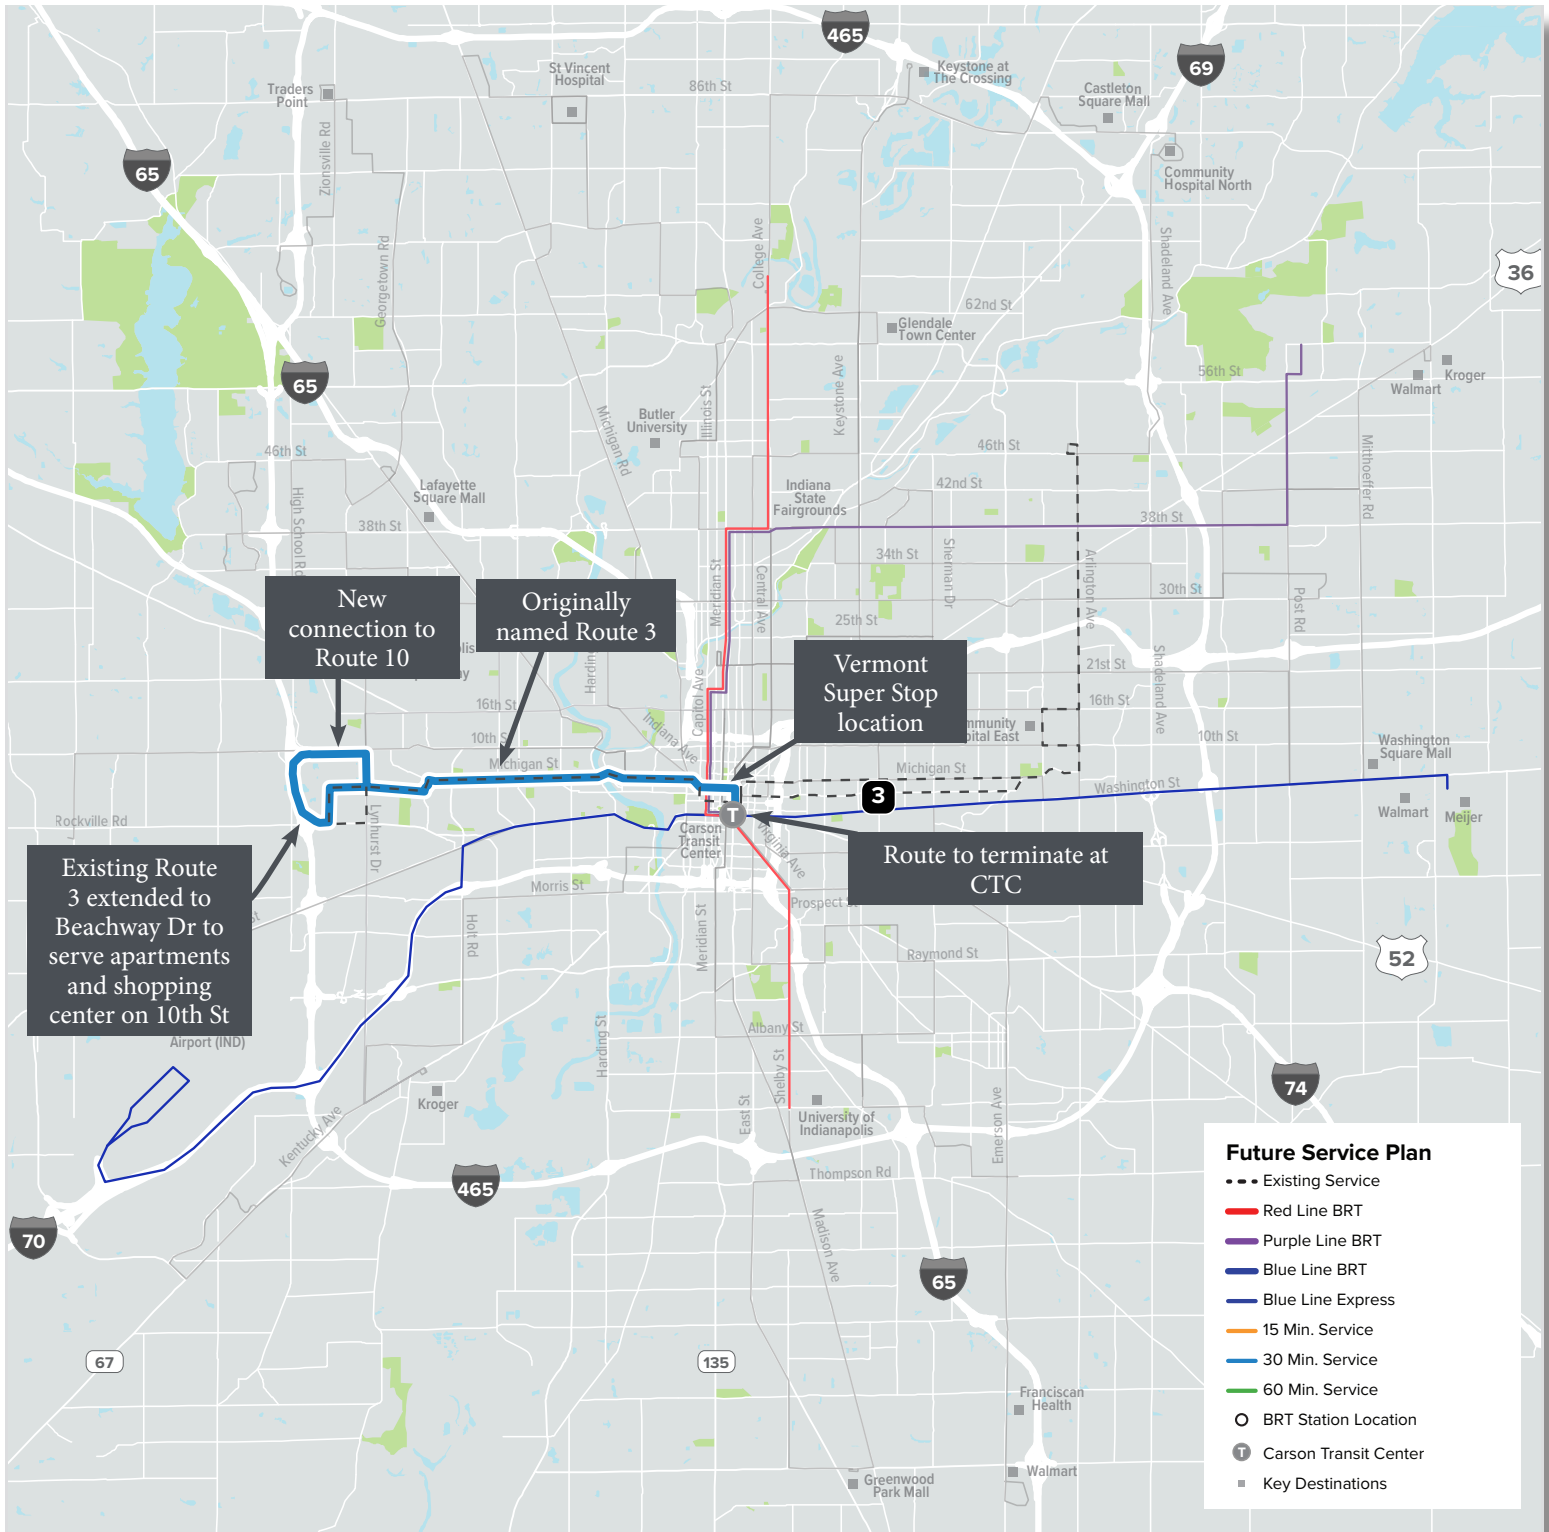 465
69
St Vincent
Hospital
Keystone at
The Crossing
Traders
Point
86th St
Castleton
Square Mall
Zionsville Rd
65
Community
Hospital North
College Ave
Georgetown Rd
Shadeland Ave
36
62nd St
Glendale
Town Center
65
56th St
Kroger
Walmart
Illinois St
Keystone Ave
Michigan Rd
Butler
University
46th St
46th St
Mitthoeffer Rd
Lafayette
Square Mall
Indiana
State
Fairgrounds
42nd St
High School Rd
38th St
38th St
34th St
Sherman Dr
Arlington Ave
Meridian St
Central Ave
30th St
Post Rd
New
connection to
Route 10
Originally
named Route 3
25th St
Vermont
Super Stop
location
21st St
Shadeland Ave
16th St
16th St
Capitol Ave
Indiana Ave
10th S
10th St
Washington
Square Mall
Michigan St
Michigan St
Washington St
3
Walmart
Meijer
Rockville Rd
Lynhurst Dr
T
Carson
Transit
Center
Virginia Ave
Route to terminate at
CTC
Existing Route
3 extended to
Beachway Dr to
serve apartments
and shopping
center on 10th St
Morris St
Prospect S
Holt Rd
Meridian St
Raymond St
52
Airport (IND)
Harding St
Albany St
Shelby St
74
Kroger
East St
University of
Indianapolis
Emerson Ave
Kentucky Ave
Thompson Rd
465
70
Madison Ave
65
67
135
Franciscan
Health
Walmart
Greenwood
Park Mall
Future Service Plan
Existing Service
Red Line BRT
Purple Line BRT
Blue Line BRT
Blue Line Express
15 Min. Service
30 Min. Service
60 Min. Service
BRT Station Location
T Carson Transit Center
Key Destinations